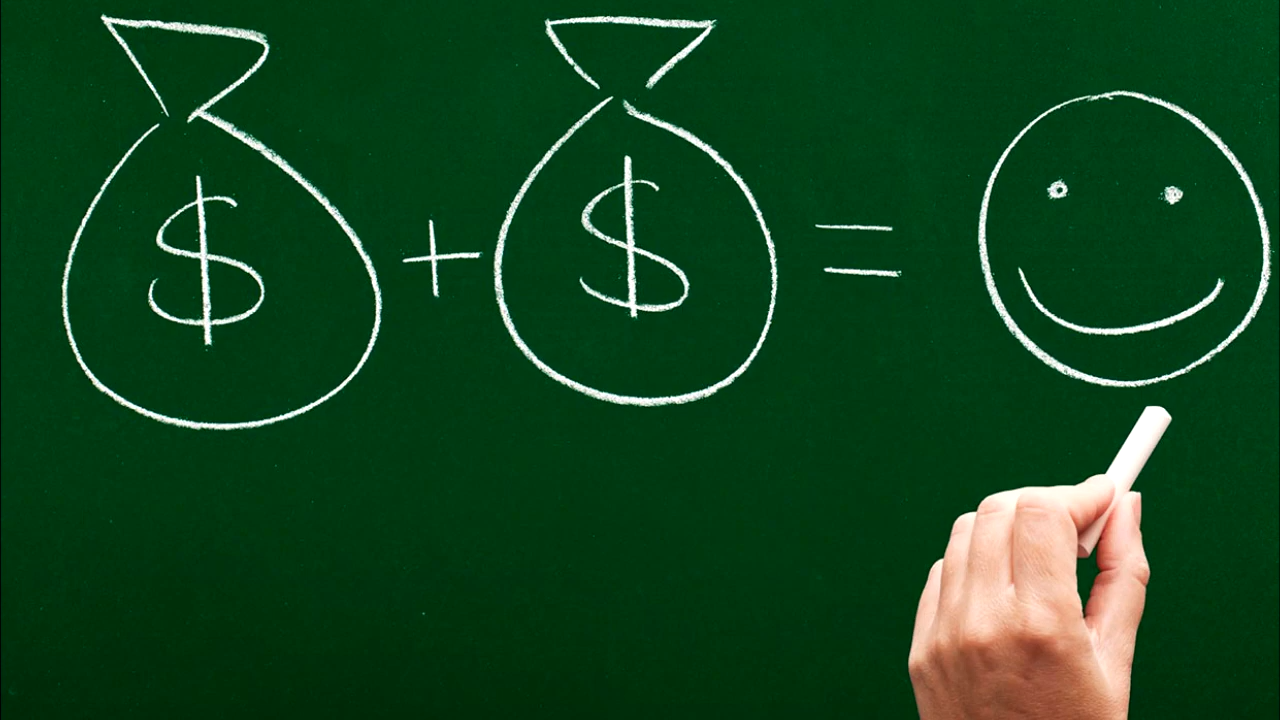 $ + $ =